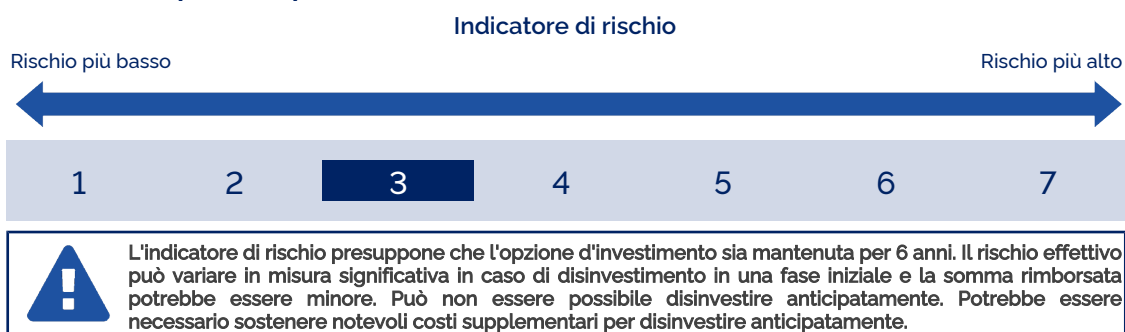 Indicatore di rischio
Rischio più basso
Rischio più alto
1 2 3 4 5 6 7
L'indicatore di rischio presuppone che l'opzione d'investimento sia mantenuta per 6 anni. Il rischio effettivo
può variare in misura significativa in caso di disinvestimento in una fase iniziale e la somma rimborsata
potrebbe essere minore. Può non essere possibile disinvestire anticipatamente. Potrebbe essere
necessario sostenere notevoli costi supplementari per disinvestire anticipatamente.